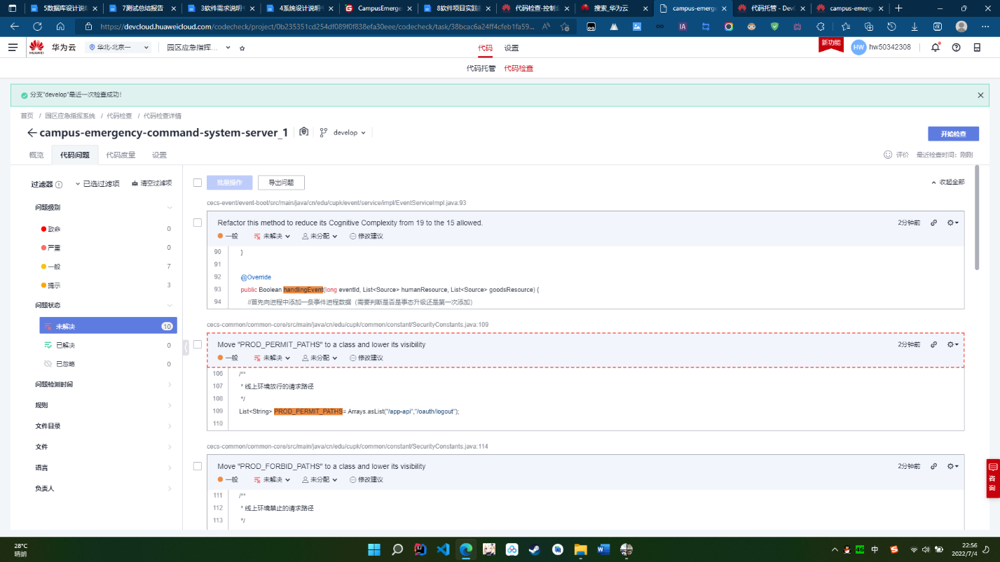 5数据库设计说
7测试总结报告
3软件需求说明
4系统设计说明
CampusEmerge
8软件项目实践
代码检查-控制台
搜索_华为云
campus-emerge
代码托管 - Dev
campus-emerge
https://devcloud.huaweicloud.com/codecheck/project/0b235351cd254df089f0f838efa30eee/codecheck/task/38bcac6a24ff4cfeb1fa59...
HUAWEI
华为云
华北-北京一
园区应急指挥...
代码
设置
新功能
HW
hw50342308
代码托管
代码检查
分支"develop"最近一次检查成功!
首页 / 园区应急指挥系统 / 代码检查 / 代码检查详情
campus-emergency-command-system-server_1
develop
开始检查
概览
代码问题
代码度量
设置
评价
最近检查时间: 刚刚
过滤器
已选过滤项
清空过滤项
批量操作
导出问题
收起全部
问题级别
致命 0
严重 0
一般 7
提示 3
问题状态
未解决 10
已解决 0
已忽略 0
问题检测时间
规则
文件目录
文件
语言
负责人
cecs-event/event-boot/src/main/java/cn/edu/cupk/event/service/impl/EventServiceImpl.java:93
Refactor this method to reduce its Cognitive Complexity from 19 to the 15 allowed.
2分钟前
一般 未解决 未分配 修改建议
90 }
91
92 @Override
93 public Boolean handlingEvent(long eventId, List<Source> humanResource, List<Source> goodsResource) {
94 //首先向进程中添加一条事件进程数据（需要判断是否是事态升级还是第一次添加）
cecs-common/common-core/src/main/java/cn/edu/cupk/common/constant/SecurityConstants.java:109
Move "PROD_PERMIT_PATHS" to a class and lower its visibility
2分钟前
一般 未解决 未分配 修改建议
106 /**
107 * 线上环境放行的请求路径
108 */
109 List<String> PROD_PERMIT_PATHS= Arrays.asList("/app-api","/oauth/logout");
110
cecs-common/common-core/src/main/java/cn/edu/cupk/common/constant/SecurityConstants.java:114
Move "PROD_FORBID_PATHS" to a class and lower its visibility
2分钟前
一般 未解决 未分配 修改建议
111 /**
112 * 线上环境禁止的请求路径
113 */
咨
询
28°C
晴朗
46
中
22:56
2022/7/4